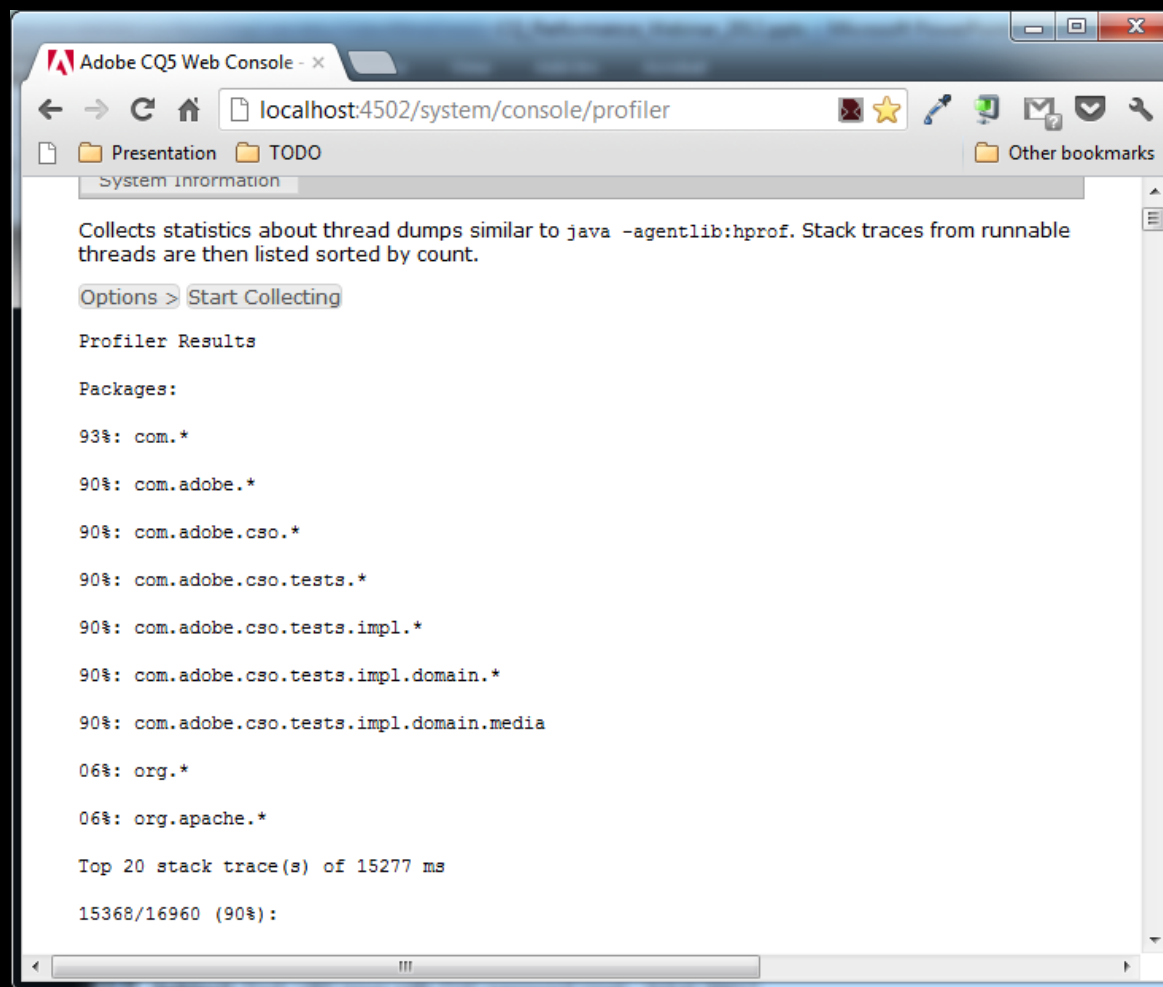 Adobe CQ5 Web Console -
localhost:4502/system/console/profiler
Presentation TODO Other bookmarks
System Information
Collects statistics about thread dumps similar to java -agentlib:hprof. Stack traces from runnable
threads are then listed sorted by count.
Options > Start Collecting
Profiler Results
Packages:
93%: com.*
90%: com.adobe.*
90%: com.adobe.cso.*
90%: com.adobe.cso.tests.*
90%: com.adobe.cso.tests.impl.*
90%: com.adobe.cso.tests.impl.domain.*
90%: com.adobe.cso.tests.impl.domain.media
06%: org.*
06%: org.apache.*
Top 20 stack trace(s) of 15277 ms
15368/16960 (90%):